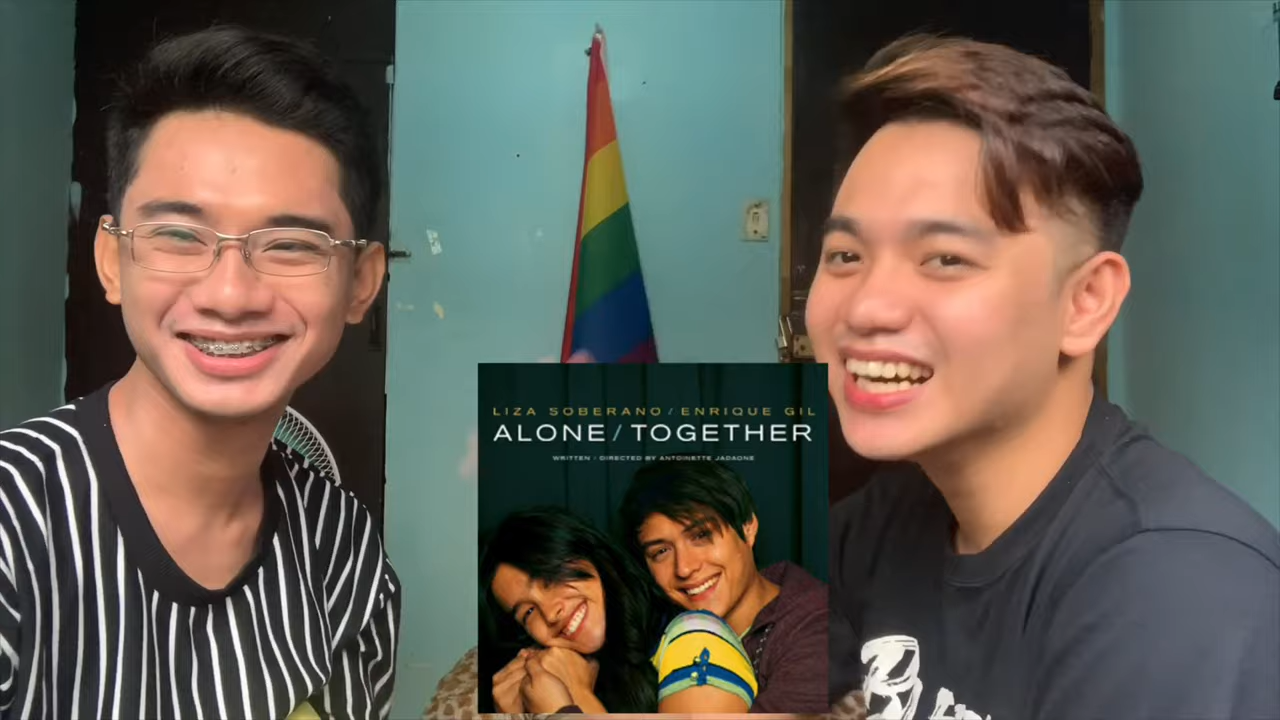 LIZA SOBERANO / ENRIQUE GIL
ALONE / TOGETHER
WRITTEN + DIRECTED BY ANTOINETTE JADAONE